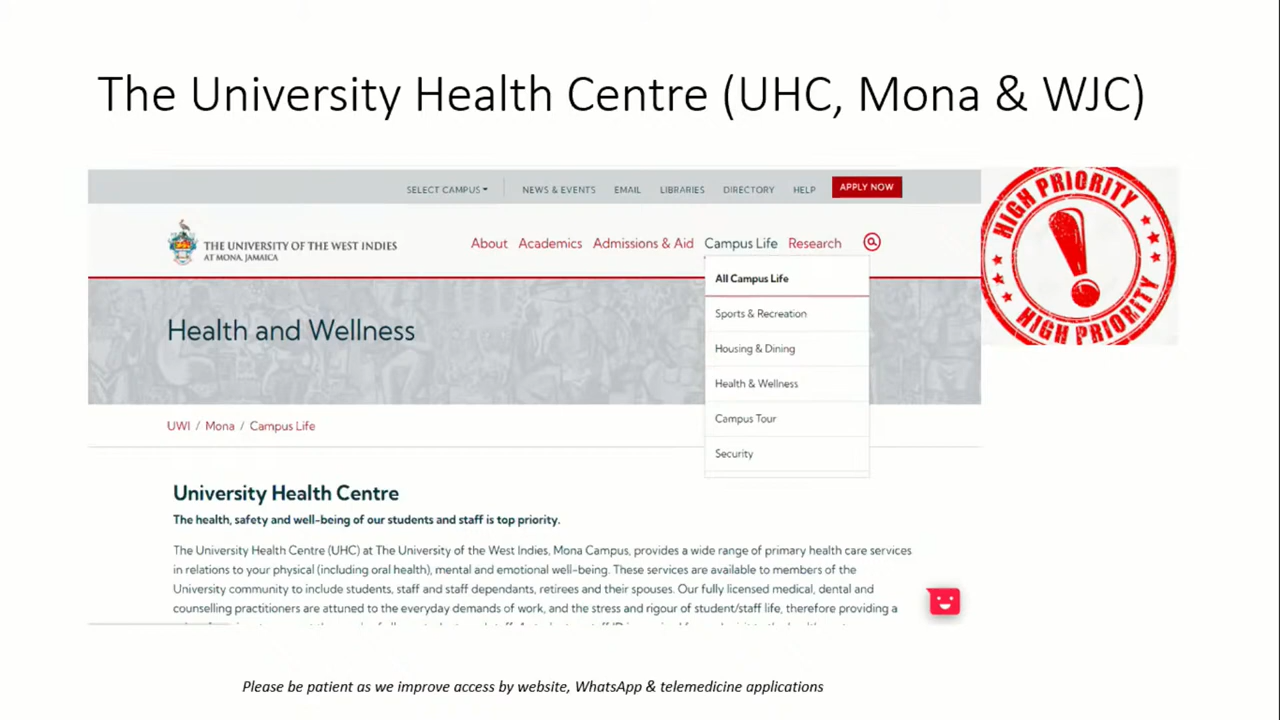 The University Health Centre (UHC, Mona & WJC)
SELECT CAMPUS NEWS & EVENTS EMAIL LIBRARIES DIRECTORY HELP APPLY NOW
THE UNIVERSITY OF THE WEST INDIES
AT MONA, JAMAICA
About Academics Admissions & Aid Campus Life Research
All Campus Life
Sports & Recreation
Housing & Dining
Health & Wellness
Campus Tour
Security
HIGH PRIORITY
HIGH PRIORITY
Health and Wellness
UWI / Mona / Campus Life
University Health Centre
The health, safety and well-being of our students and staff is top priority.
The University Health Centre (UHC) at The University of the West Indies, Mona Campus, provides a wide range of primary health care services
in relations to your physical (including oral health), mental and emotional well-being. These services are available to members of the
University community to include students, staff and staff dependants, retirees and their spouses. Our fully licensed medical, dental and
counselling practitioners are attuned to the everyday demands of work, and the stress and rigour of student/staff life, therefore providing a
Please be patient as we improve access by website, WhatsApp & telemedicine applications